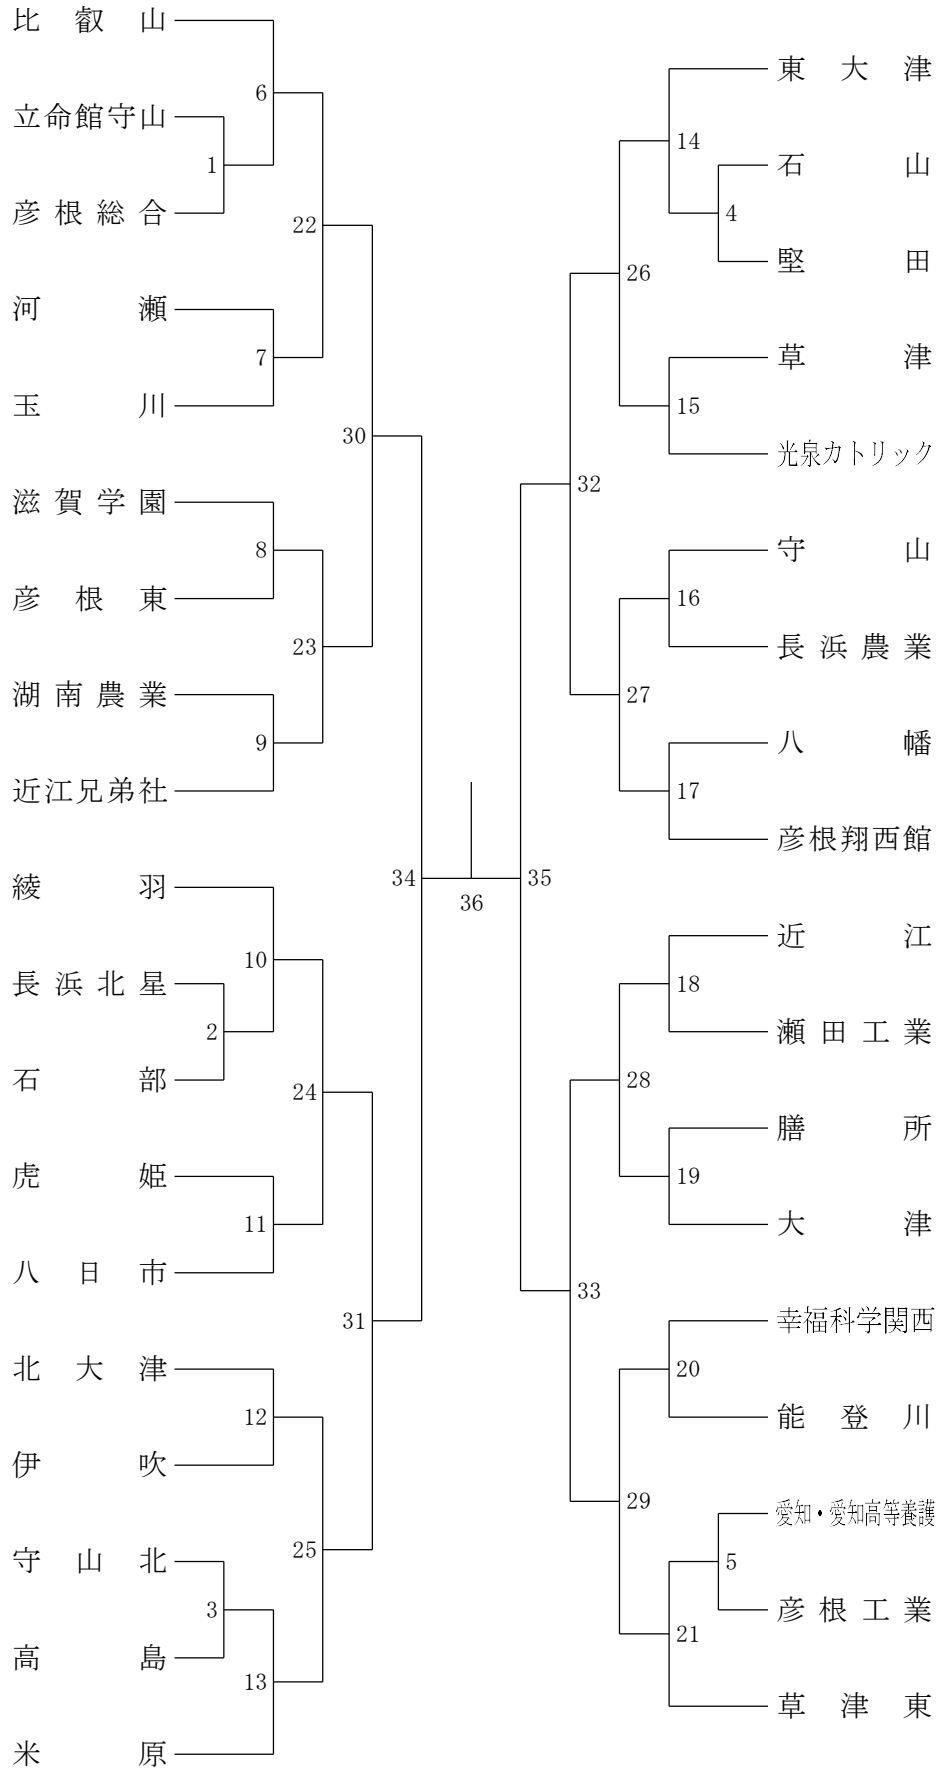 比叡山
6
立命館守山
1
彦根総合
22
河瀬
7
玉川
30
滋賀学園
8
彦根東
23
湖南農業
9
近江兄弟社
34
綾羽
10
長浜北星
2
石部
24
虎姫
11
八日市
31
北大津
12
伊吹
25
守山北
3
高島
13
米原
36
東大津
14
石山
4
堅田
26
草津
15
光泉カトリック
32
守山
16
長浜農業
27
八幡
17
彦根翔西館
35
近江
18
瀬田工業
28
膳所
19
大津
33
幸福科学関西
20
能登川
29
愛知・愛知高等養護
5
彦根工業
21
草津東